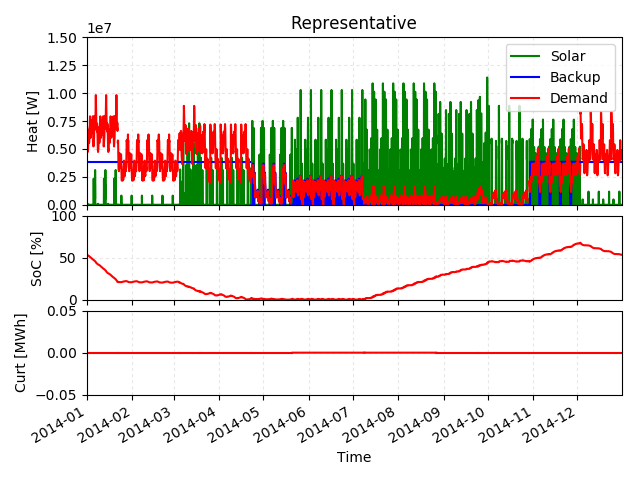 Representative
1e7
1.50
1.25
1.00
0.75
0.50
0.25
0.00
Heat [W]
Solar
Backup
Demand
100
50
0
SoC [%]
0.05
0.00
−0.05
Curt [MWh]
2014-01
2014-02
2014-03
2014-04
2014-05
2014-06
2014-07
2014-08
2014-09
2014-10
2014-11
2014-12
Time